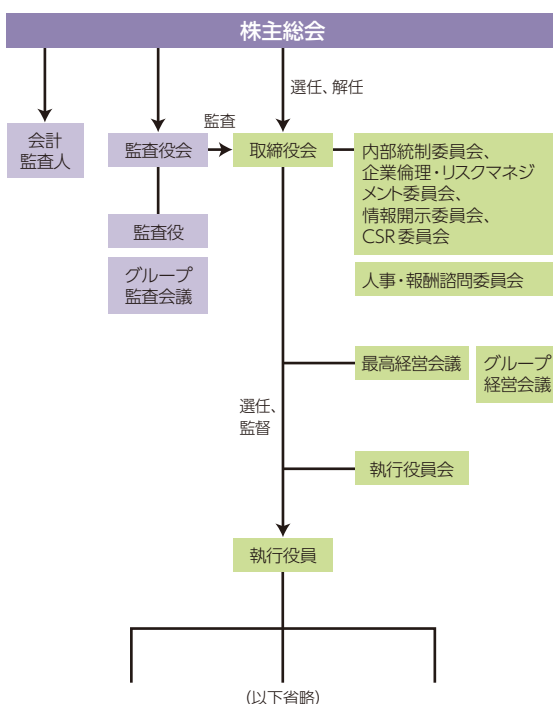 株主総会
選任、解任
会計
監査人
監査役会
監査
取締役会
内部統制委員会、
企業倫理・リスクマネジ
メント委員会、
情報開示委員会、
CSR委員会
監査役
グループ
監査会議
人事・報酬諮問委員会
最高経営会議
グループ
経営会議
選任、
監督
執行役員会
執行役員
(以下省略)